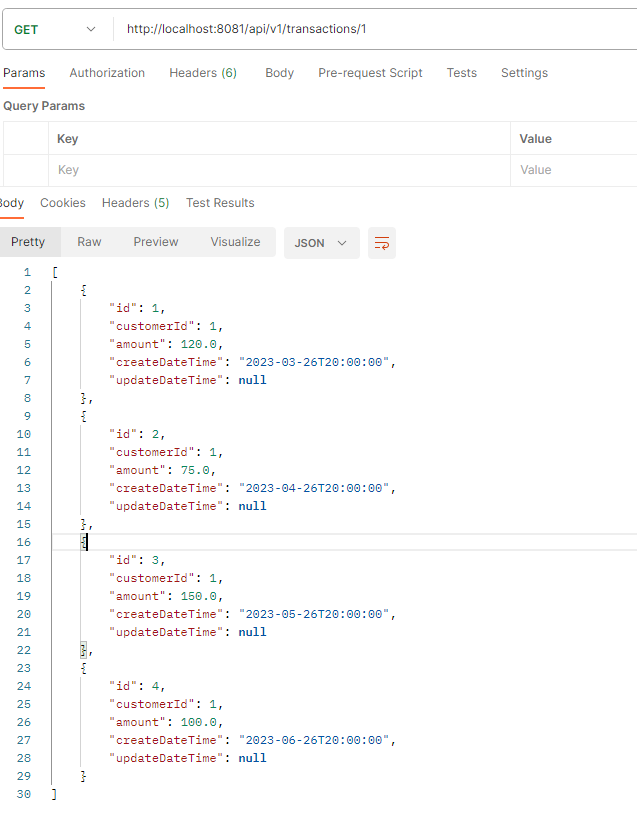 GET http://localhost:8081/api/v1/transactions/1
Params Authorization Headers (6) Body Pre-request Script Tests Settings
Query Params
Key Value
Key Value
Body Cookies Headers (5) Test Results
Pretty Raw Preview Visualize JSON
1 [
2 {
3 "id": 1,
4 "customerId": 1,
5 "amount": 120.0,
6 "createDateTime": "2023-03-26T20:00:00",
7 "updateDateTime": null
8 },
9 {
10 "id": 2,
11 "customerId": 1,
12 "amount": 75.0,
13 "createDateTime": "2023-04-26T20:00:00",
14 "updateDateTime": null
15 },
16 {
17 "id": 3,
18 "customerId": 1,
19 "amount": 150.0,
20 "createDateTime": "2023-05-26T20:00:00",
21 "updateDateTime": null
22 },
23 {
24 "id": 4,
25 "customerId": 1,
26 "amount": 100.0,
27 "createDateTime": "2023-06-26T20:00:00",
28 "updateDateTime": null
29 }
30 ]